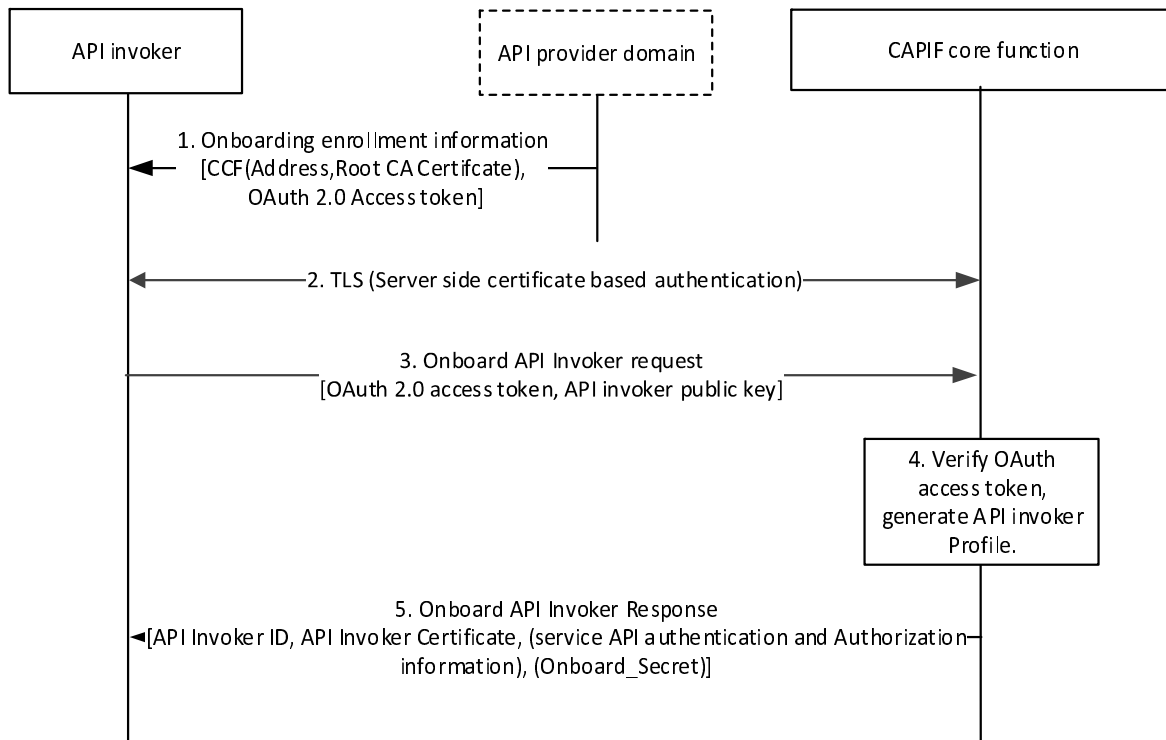 API invoker
API provider domain
CAPIF core function
1. Onboarding enrollment information
[CCF(Address,Root CA Certifcate),
OAuth 2.0 Access token]
2. TLS (Server side certificate based authentication)
3. Onboard API Invoker request
[OAuth 2.0 access token, API invoker public key]
4. Verify OAuth
access token,
generate API invoker
Profile.
5. Onboard API Invoker Response
[API Invoker ID, API Invoker Certificate, (service API authentication and Authorization
information), (Onboard_Secret)]